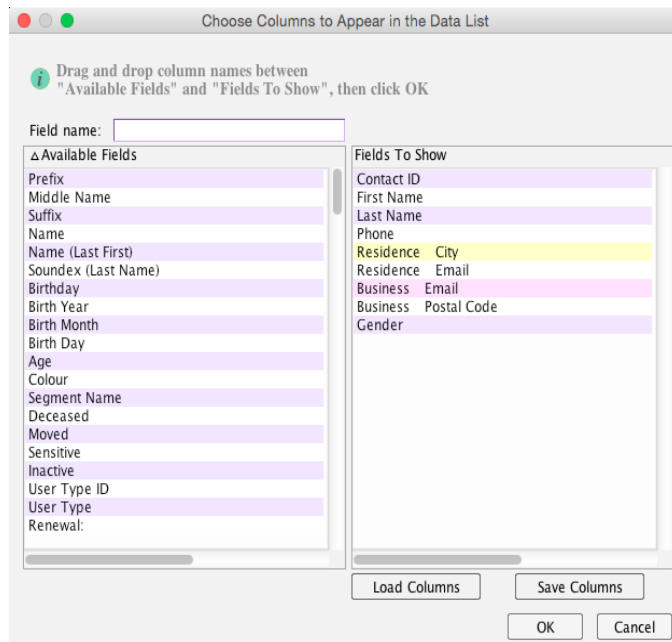 Choose Columns to Appear in the Data List
i
Drag and drop column names between
"Available Fields" and "Fields To Show", then click OK
Field name:
△Available Fields
Prefix
Middle Name
Suffix
Name
Name (Last First)
Soundex (Last Name)
Birthday
Birth Year
Birth Month
Birth Day
Age
Colour
Segment Name
Deceased
Moved
Sensitive
Inactive
User Type ID
User Type
Renewal:
Fields To Show
Contact ID
First Name
Last Name
Phone
Residence City
Residence Email
Business Email
Business Postal Code
Gender
Load Columns Save Columns
OK Cancel